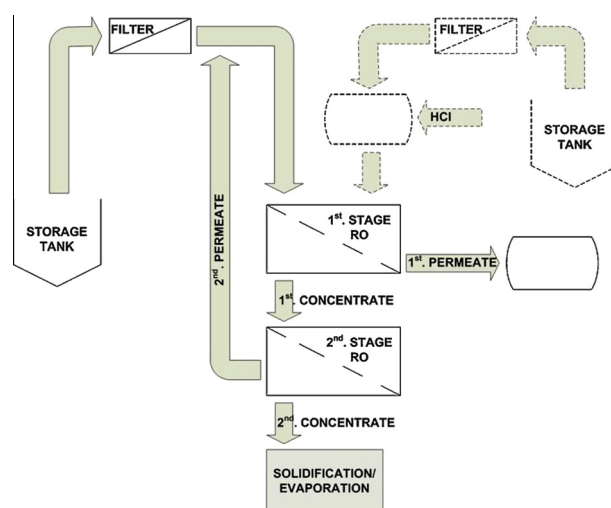 FILTER
FILTER
HCl
STORAGE
TANK
STORAGE
TANK
1st. STAGE
RO
2nd. PERMEATE
1st. PERMEATE
1st. CONCENTRATE
2nd. STAGE
RO
2nd. CONCENTRATE
SOLIDIFICATION/
EVAPORATION